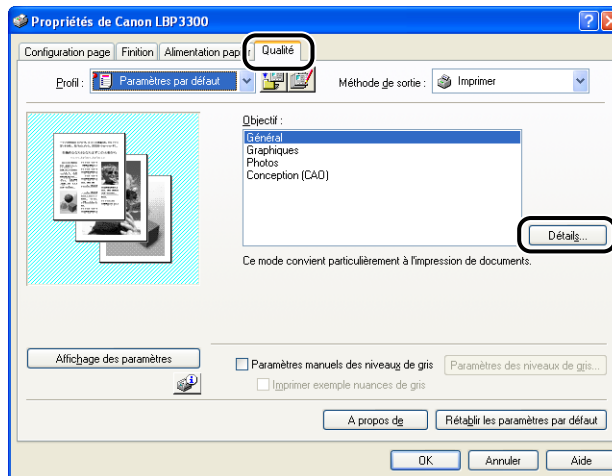 Propriétés de Canon LBP3300
Configuration page Finition Alimentation papier Qualité
Profil : Paramètres par défaut Méthode de sortie : Imprimer
Objectif :
Général
Graphiques
Photos
Conception (CAO)
Détails...
Ce mode convient particulièrement à l'impression de documents.
Affichage des paramètres
Paramètres manuels des niveaux de gris Paramètres des niveaux de gris...
Imprimer exemple nuances de gris
A propos de Rétablir les paramètres par défaut
OK Annuler Aide